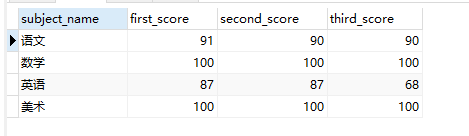 subject_name first_score second_score third_score
语文 91 90 90
数学 100 100 100
英语 87 87 68
美术 100 100 100